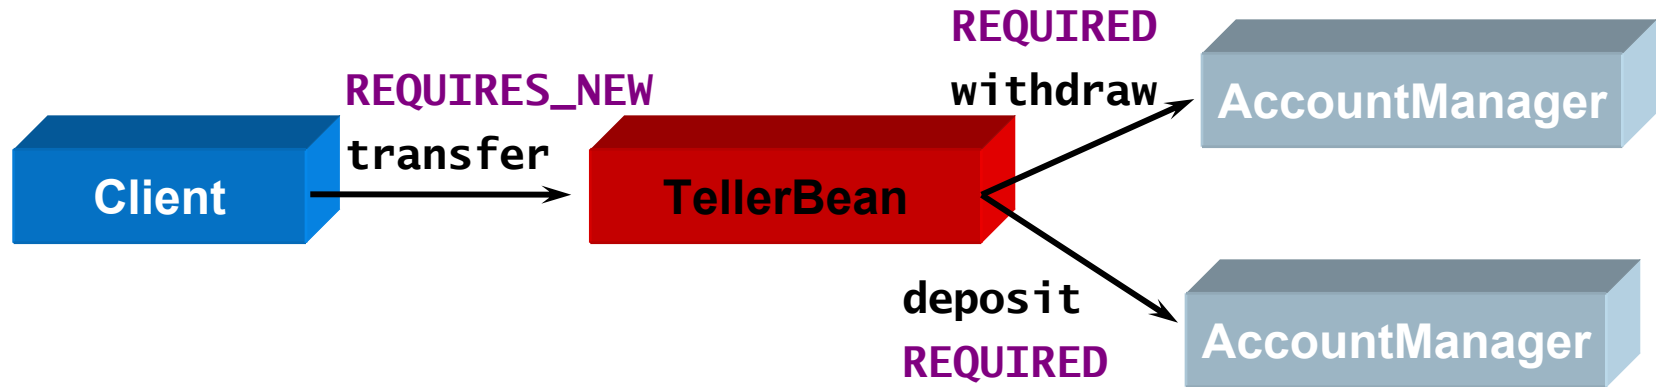 REQUIRES_NEW
transfer
Client
TellerBean
REQUIRED
withdraw
AccountManager
deposit
REQUIRED
AccountManager